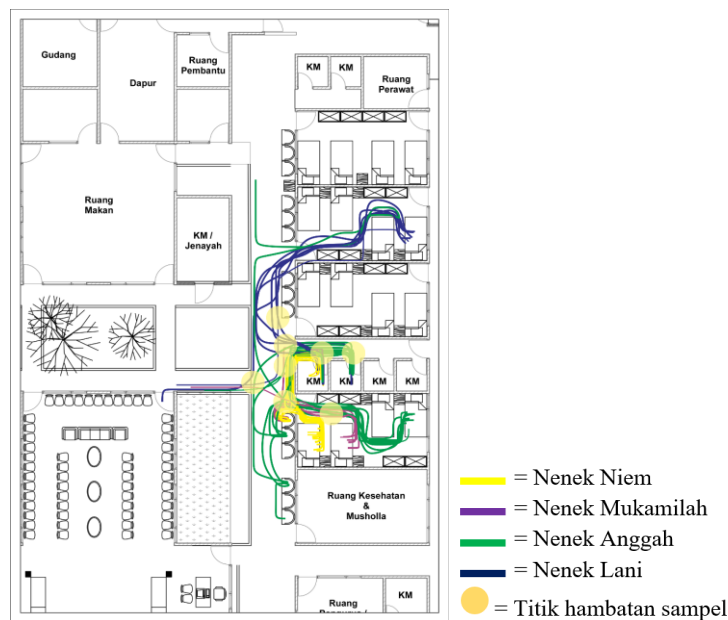 Gudang
Dapur
Ruang
Pembantu
KM
KM
Ruang
Perawat
Ruang
Makan
KM /
Jenayah
KM
KM
KM
KM
Ruang Kesehatan
&
Musholla
KM
Ruang
= Nenek Niem
= Nenek Mukamilah
= Nenek Anggah
= Nenek Lani
= Titik hambatan sampel